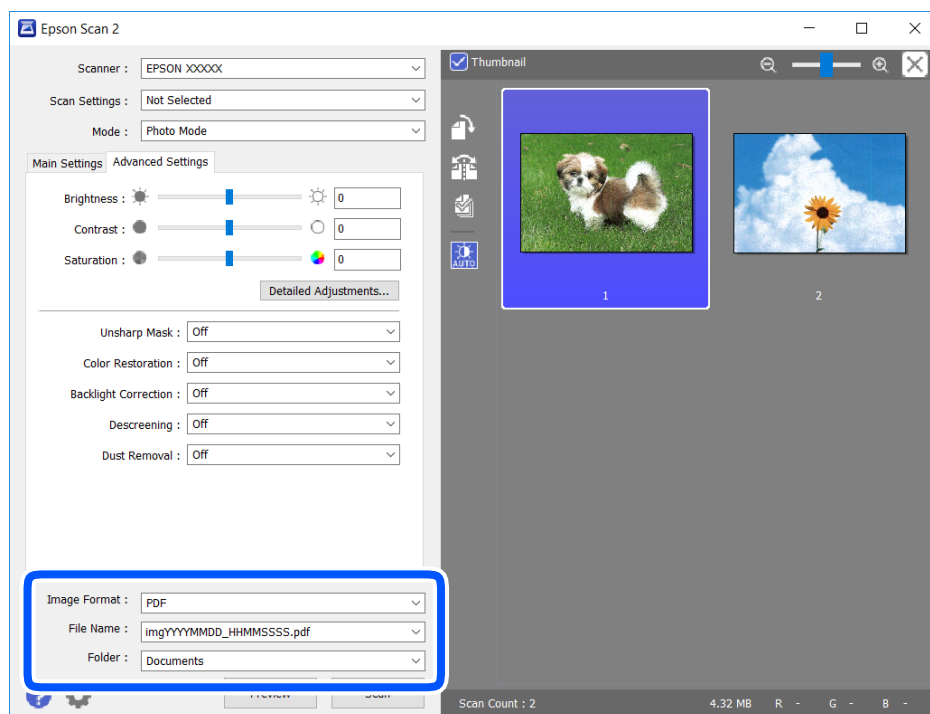 Epson Scan 2
Scanner : EPSON XXXXX
Scan Settings : Not Selected
Mode : Photo Mode
Main Settings Advanced Settings
Brightness : 0
Contrast : 0
Saturation : 0
Detailed Adjustments...
Unsharp Mask : Off
Color Restoration : Off
Backlight Correction : Off
Descreening : Off
Dust Removal : Off
Image Format : PDF
File Name : imgYYYYMMDD_HHMMSSSS.pdf
Folder : Documents
Preview Scan
Thumbnail
AUTO
1 2
Scan Count : 2 4.32 MB R - G - B -